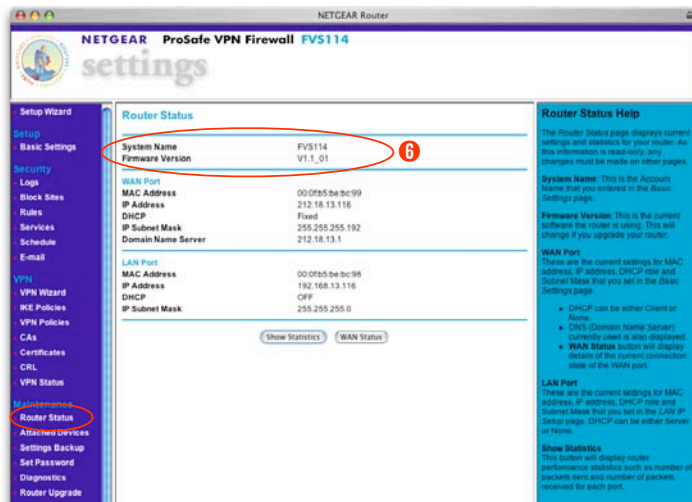 NETGEAR Router
NETGEAR ProSafe VPN Firewall FVS114
settings
Setup Wizard
Setup
Basic Settings
Security
Logs
Block Sites
Rules
Services
Schedule
E-mail
VPN
VPN Wizard
IKE Policies
VPN Policies
CAs
Certificates
CRL
VPN Status
Maintenance
Router Status
Attached Devices
Settings Backup
Set Password
Diagnostics
Router Upgrade
Router Status
System Name FVS114
Firmware Version V1.1_01
6
WAN Port
MAC Address 00:0f:b5:be:bc:99
IP Address 212.18.13.116
DHCP Fixed
IP Subnet Mask 255.255.255.192
Domain Name Server 212.18.13.1
LAN Port
MAC Address 00:0f:b5:be:bc:98
IP Address 192.168.13.116
DHCP OFF
IP Subnet Mask 255.255.255.0
Show Statistics WAN Status
Router Status Help
The Router Status page displays current
settings and statistics for your router. As
this information is read-only, any
changes must be made on other pages.
System Name: This is the Account
Name that you entered in the Basic
Settings page.
Firmware Version: This is the current
software the router is using. This will
change if you upgrade your router.
WAN Port
These are the current settings for MAC
address, IP address, DHCP role and
Subnet Mask that you set in the Basic
Settings page.
DHCP can be either Client or
None.
DNS (Domain Name Server)
currently used is also displayed.
WAN Status button will display
details of the current connection
state of the WAN port.
LAN Port
These are the current settings for MAC
address, IP address, DHCP role and
Subnet Mask that you set in the LAN IP
Setup page. DHCP can be either Server
or None.
Show Statistics
This button will display router
performance statistics such as number of
packets sent and number of packets
received for each port.